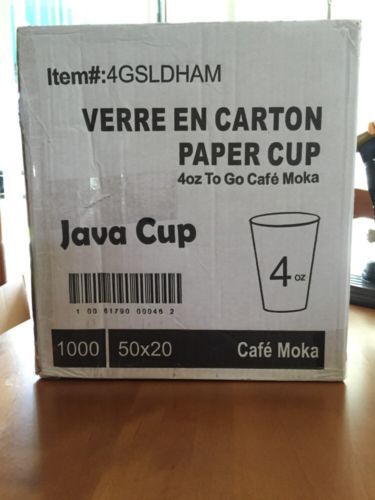 Item#:4GSLDHAM
VERRE EN CARTON
PAPER CUP
4oz To Go Café Moka
Java Cup
4 oz
1 00 61790 00046 2
1000 50x20 Café Moka